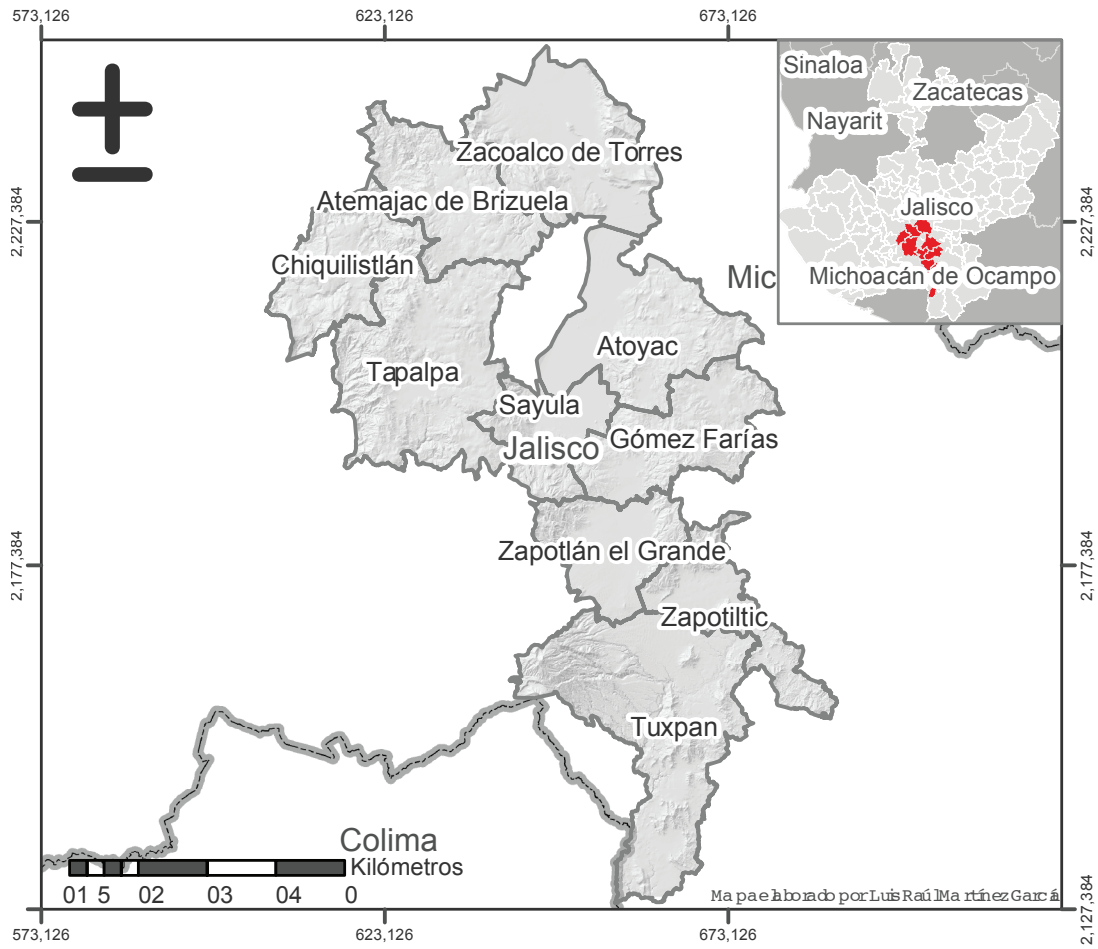 573,126 623,126 673,126
Sinaloa
Zacatecas
Nayarit
Zacoalco de Torres
Atemajac de Brizuela
Jalisco
2,227,384 2,227,384
Chiquilistlán
Mic
Michoacán de Ocampo
Atoyac
Tapalpa
Sayula
Gómez Farías
Jalisco
Zapotlán el Grande
2,177,384 2,177,384
Zapotiltic
Tuxpan
Colima
Kilómetros
01 5 02 03 04 0
Mapa elaborado por Luis Raúl Martínez García
2,127,384
573,126 623,126 673,126